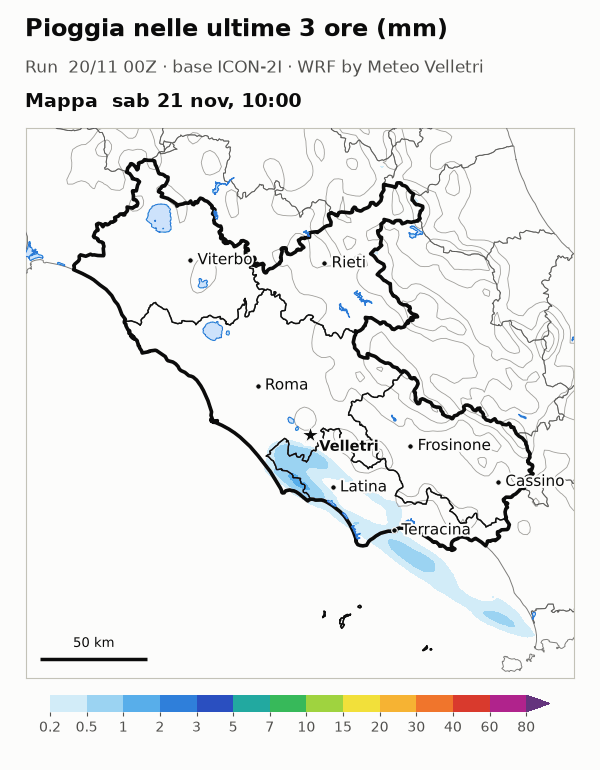 Pioggia nelle ultime 3 ore (mm)
Run  20/11 00Z · base ICON-2I · WRF by Meteo Velletri
Mappa  sab 21 nov, 10:00
Viterbo
Rieti
Roma
Velletri
Frosinone
Cassino
Latina
Terracina
50 km
0.2 0.5 1 2 3 5 7 10 15 20 30 40 60 80